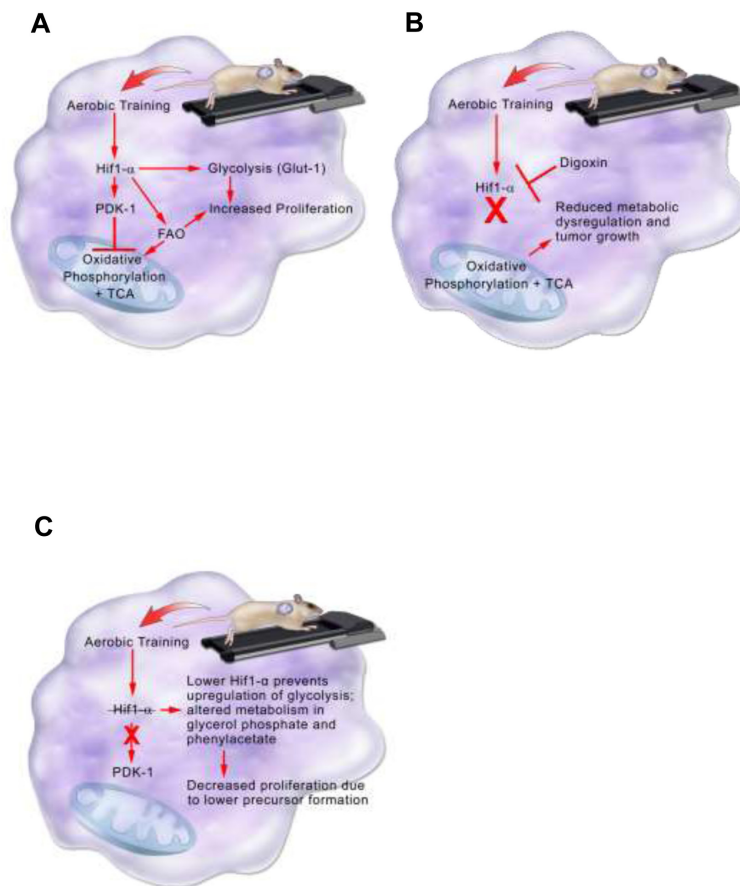 A
Aerobic Training
Hif1-α
Glycolysis (Glut-1)
PDK-1
Increased Proliferation
FAO
Oxidative
Phosphorylation
+ TCA
B
Aerobic Training
Digoxin
Hif1-α
X
Reduced metabolic
dysregulation and
tumor growth
Oxidative
Phosphorylation + TCA
C
Aerobic Training
Hif1-α
Lower Hif1-α prevents
upregulation of glycolysis;
altered metabolism in
glycerol phosphate and
phenylacetate
X
PDK-1
Decreased proliferation due
to lower precursor formation